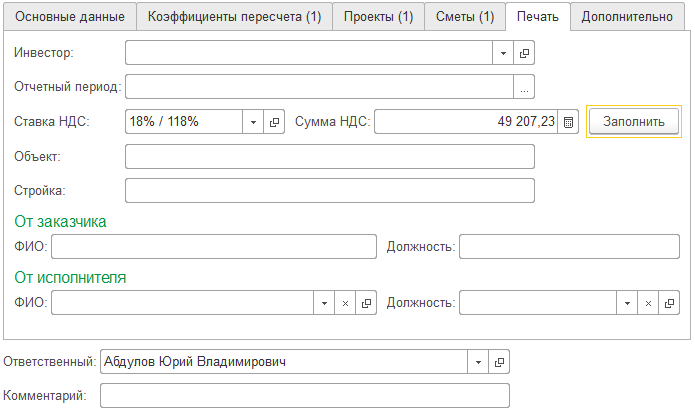 Основные данные Коэффициенты пересчета (1) Проекты (1) Сметы (1) Печать Дополнительно
Инвестор:
Отчетный период: ...
Ставка НДС: 18% / 118% Сумма НДС: 49 207,23 Заполнить
Объект:
Стройка:
От заказчика
ФИО: Должность:
От исполнителя
ФИО: Должность:
Ответственный: Абдулов Юрий Владимирович
Комментарий: